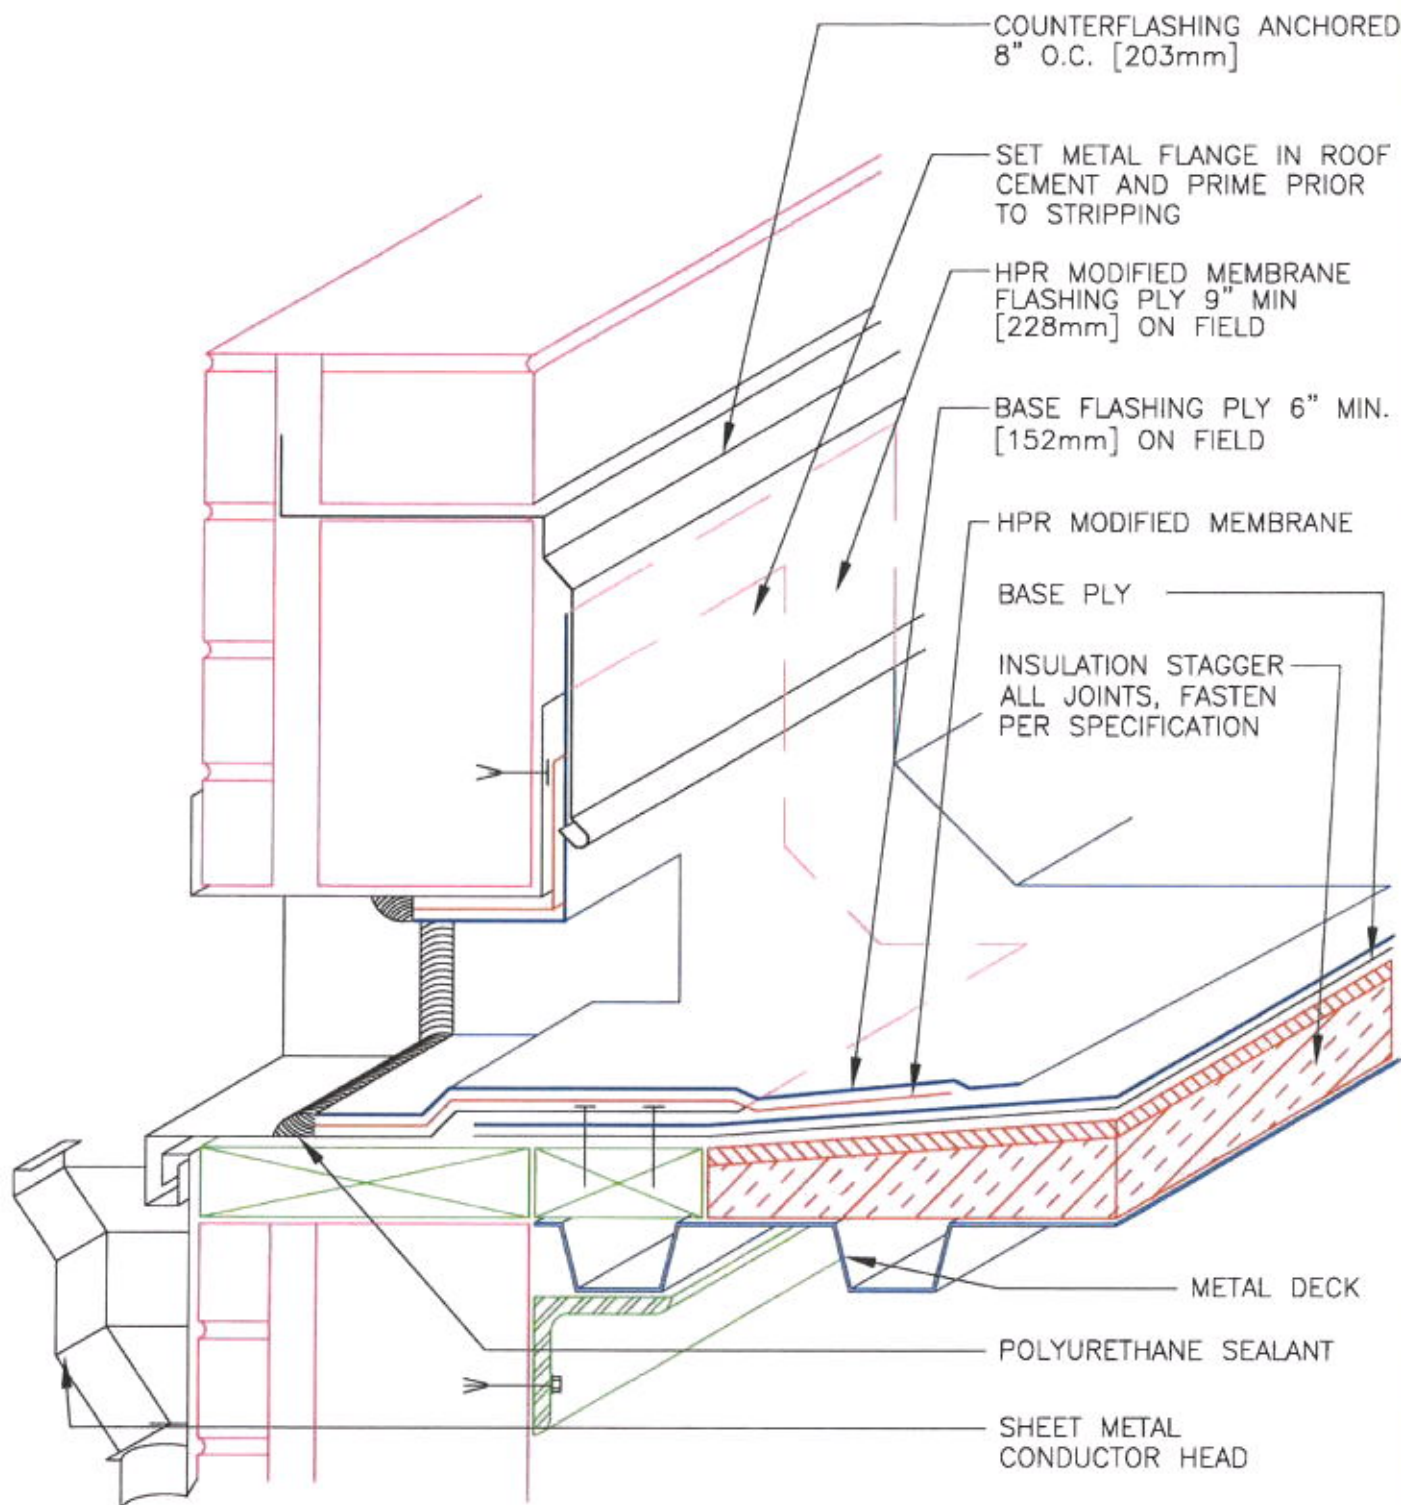 COUNTERFLASHING ANCHORED
8" O.C. [203mm]
SET METAL FLANGE IN ROOF
CEMENT AND PRIME PRIOR
TO STRIPPING
HPR MODIFIED MEMBRANE
FLASHING PLY 9" MIN
[228mm] ON FIELD
BASE FLASHING PLY 6" MIN.
[152mm] ON FIELD
HPR MODIFIED MEMBRANE
BASE PLY
INSULATION STAGGER
ALL JOINTS, FASTEN
PER SPECIFICATION
METAL DECK
POLYURETHANE SEALANT
SHEET METAL
CONDUCTOR HEAD